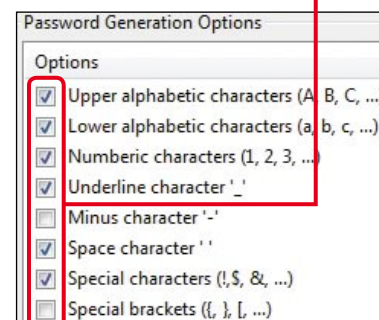 Password Generation Options
Options
Upper alphabetic characters (A, B, C, ...
Lower alphabetic characters (a, b, c, ...)
Numberic characters (1, 2, 3, ...)
Underline character '_'
Minus character '-'
Space character ' '
Special characters (!,$, &, ...)
Special brackets ({, }, [, ...)